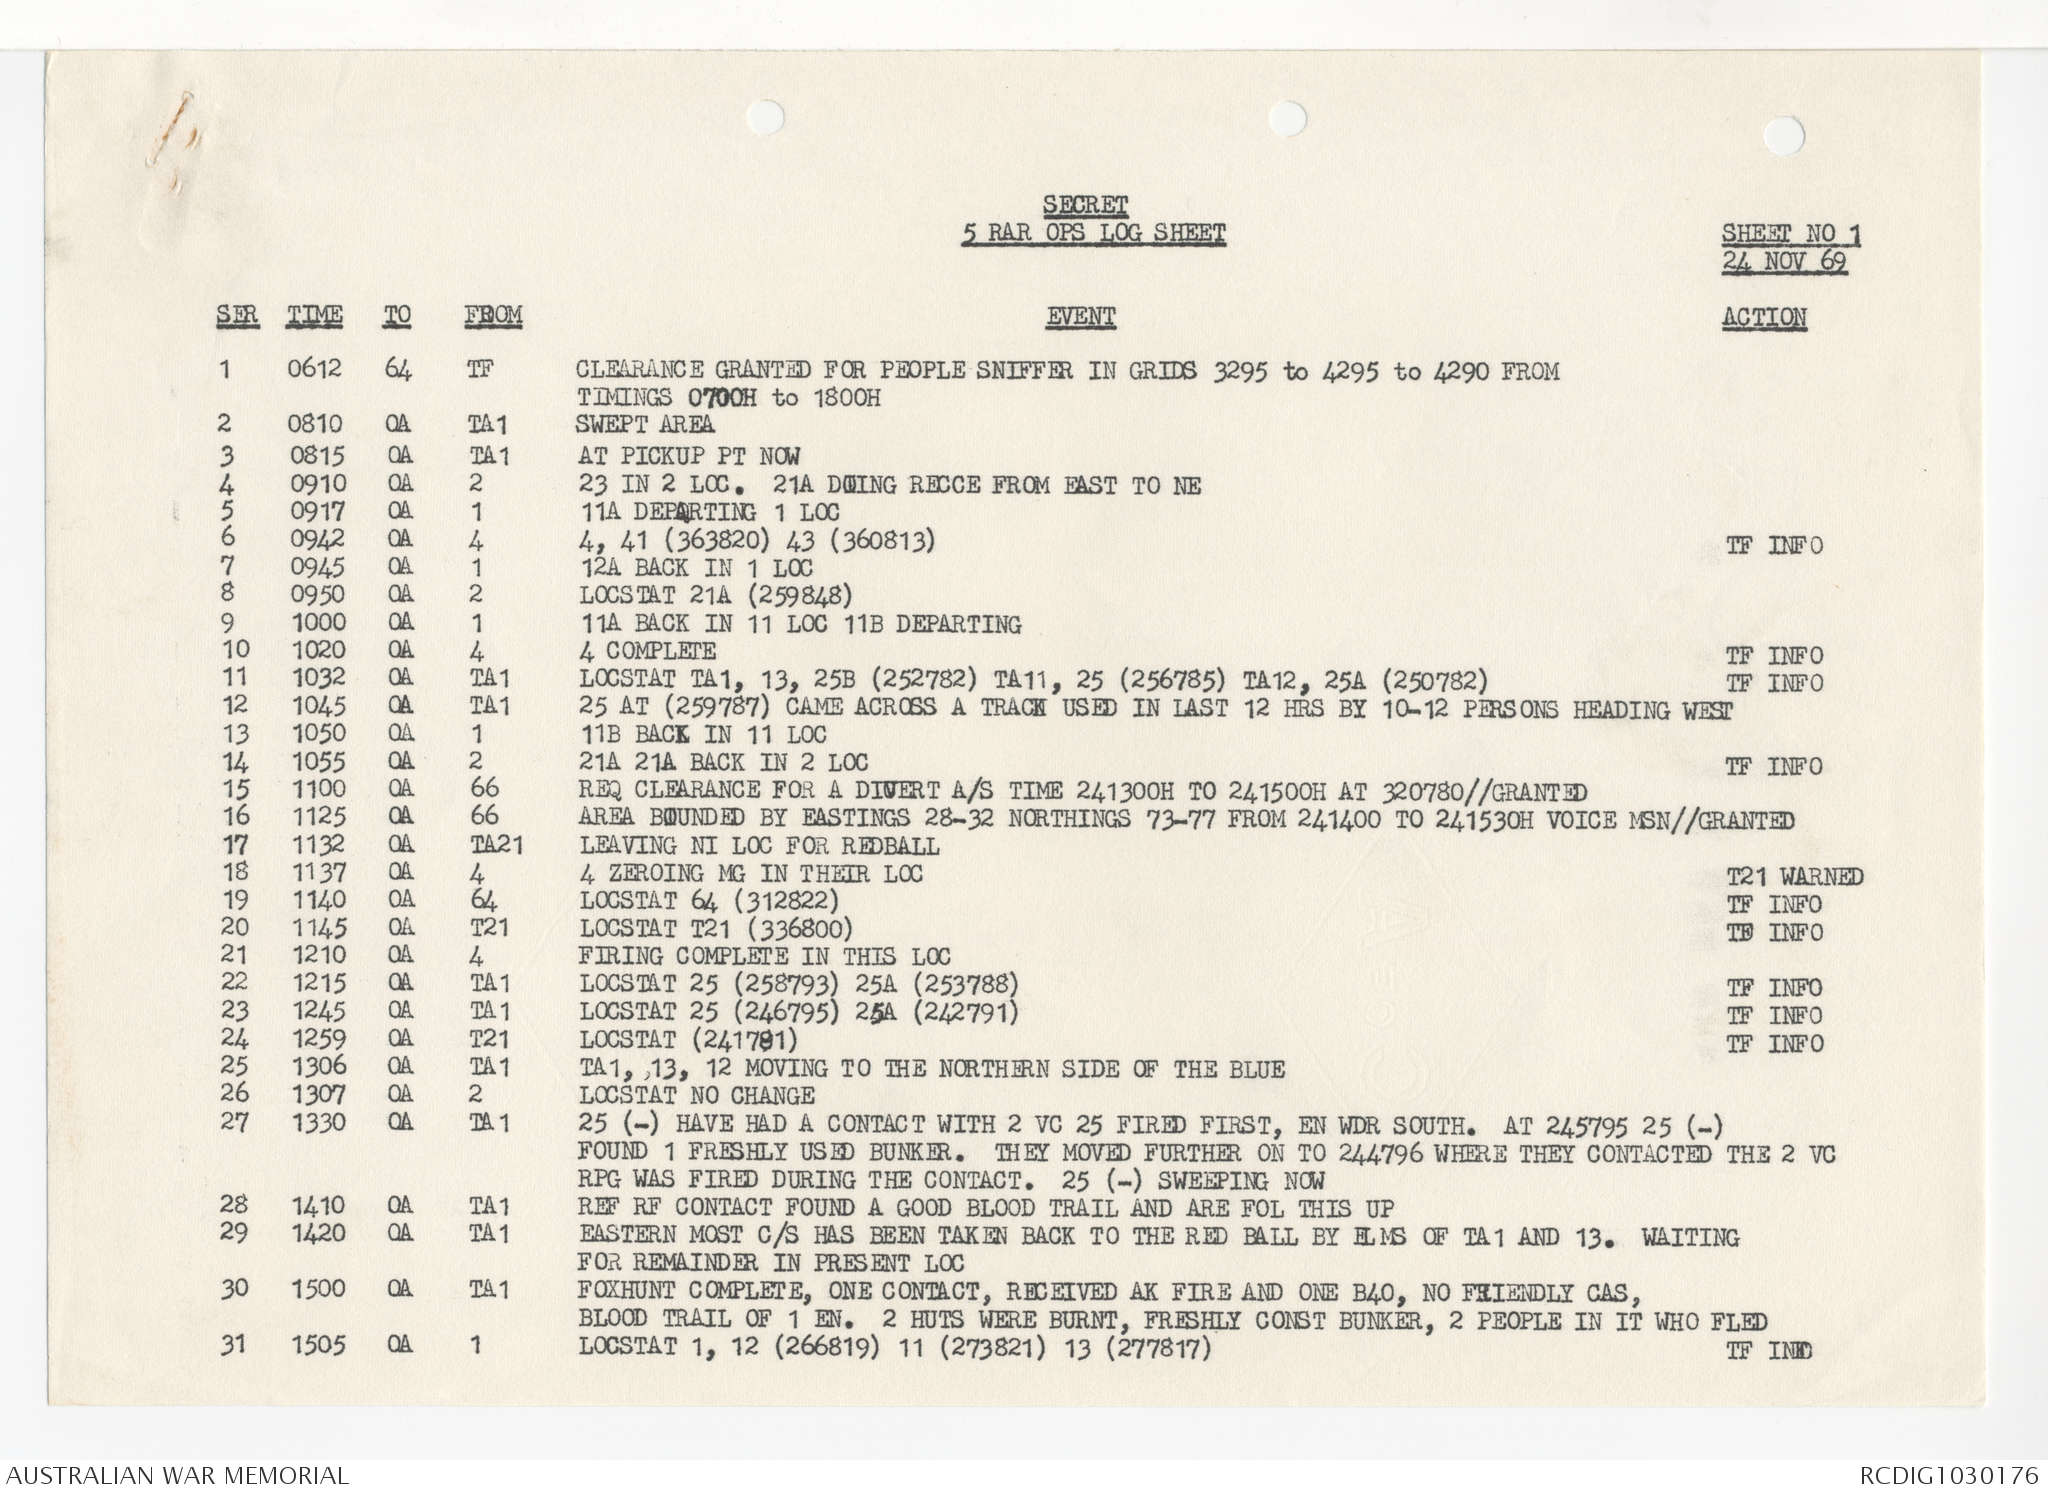 SECRET
5 RAR OPS LOG SHEET
SHEET NO 1
24 NOV 69
SER TIME TO FROM EVENT ACTION
1 0612 64 TF CLEARANCE GRANTED FOR PEOPLE SNIFFER IN GRIDS 3295 to 4295 to 4290 FROM
TIMINGS 0700H to 1800H
2 0810 OA TA1 SWEPT AREA
3 0815 OA TA1 AT PICKUP PT NOW
4 0910 OA 2 23 IN 2 LOC. 21A DOING RECCE FROM EAST TO NE
5 0917 OA 1 11A DEPARTING 1 LOC
6 0942 OA 4 4, 41 (363820) 43 (360813) TF INFO
7 0945 OA 1 12A BACK IN 1 LOC
8 0950 OA 2 LOCSTAT 21A (259848)
9 1000 OA 1 11A BACK IN 11 LOC 11B DEPARTING
10 1020 OA 4 4 COMPLETE TF INFO
11 1032 OA TA1 LOCSTAT TA1, 13, 25B (252782) TA11, 25 (256785) TA12, 25A (250782) TF INFO
12 1045 OA TA1 25 AT (259787) CAME ACROSS A TRACK USED IN LAST 12 HRS BY 10-12 PERSONS HEADING WEST
13 1050 OA 1 11B BACK IN 11 LOC
14 1055 OA 2 21A 21A BACK IN 2 LOC TF INFO
15 1100 OA 66 REQ CLEARANCE FOR A DIVERT A/S TIME 241300H TO 241500H AT 320780//GRANTED
16 1125 OA 66 AREA BOUNDED BY EASTINGS 28-32 NORTHINGS 73-77 FROM 241400 TO 241530H VOICE MSN//GRANTED
17 1132 OA TA21 LEAVING NI LOC FOR REDBALL
18 1137 OA 4 4 ZEROING MG IN THEIR LOC T21 WARNED
19 1140 OA 64 LOCSTAT 64 (312822) TF INFO
20 1145 OA T21 LOCSTAT T21 (336800) TF INFO
21 1210 OA 4 FIRING COMPLETE IN THIS LOC
22 1215 OA TA1 LOCSTAT 25 (258793) 25A (253788) TF INFO
23 1245 OA TA1 LOCSTAT 25 (246795) 25A (242791) TF INFO
24 1259 OA T21 LOCSTAT (241781) TF INFO
25 1306 OA TA1 TA1, ,13, 12 MOVING TO THE NORTHERN SIDE OF THE BLUE
26 1307 OA 2 LOCSTAT NO CHANGE
27 1330 OA TA1 25 (-) HAVE HAD A CONTACT WITH 2 VC 25 FIRED FIRST, EN WDR SOUTH. AT 245795 25 (-)
FOUND 1 FRESHLY USED BUNKER. THEY MOVED FURTHER ON TO 244796 WHERE THEY CONTACTED THE 2 VC
RPG WAS FIRED DURING THE CONTACT. 25 (-) SWEEPING NOW
28 1410 OA TA1 REF RF CONTACT FOUND A GOOD BLOOD TRAIL AND ARE FOL THIS UP
29 1420 OA TA1 EASTERN MOST C/S HAS BEEN TAKEN BACK TO THE RED BALL BY ELMS OF TA1 AND 13. WAITING
FOR REMAINDER IN PRESENT LOC
30 1500 OA TA1 FOXHUNT COMPLETE, ONE CONTACT, RECEIVED AK FIRE AND ONE B40, NO FRIENDLY CAS,
BLOOD TRAIL OF 1 EN. 2 HUTS WERE BURNT, FRESHLY CONST BUNKER, 2 PEOPLE IN IT WHO FLED
31 1505 OA 1 LOCSTAT 1, 12 (266819) 11 (273821) 13 (277817) TF INFO
AUSTRALIAN WAR MEMORIAL
RCDIG1030176